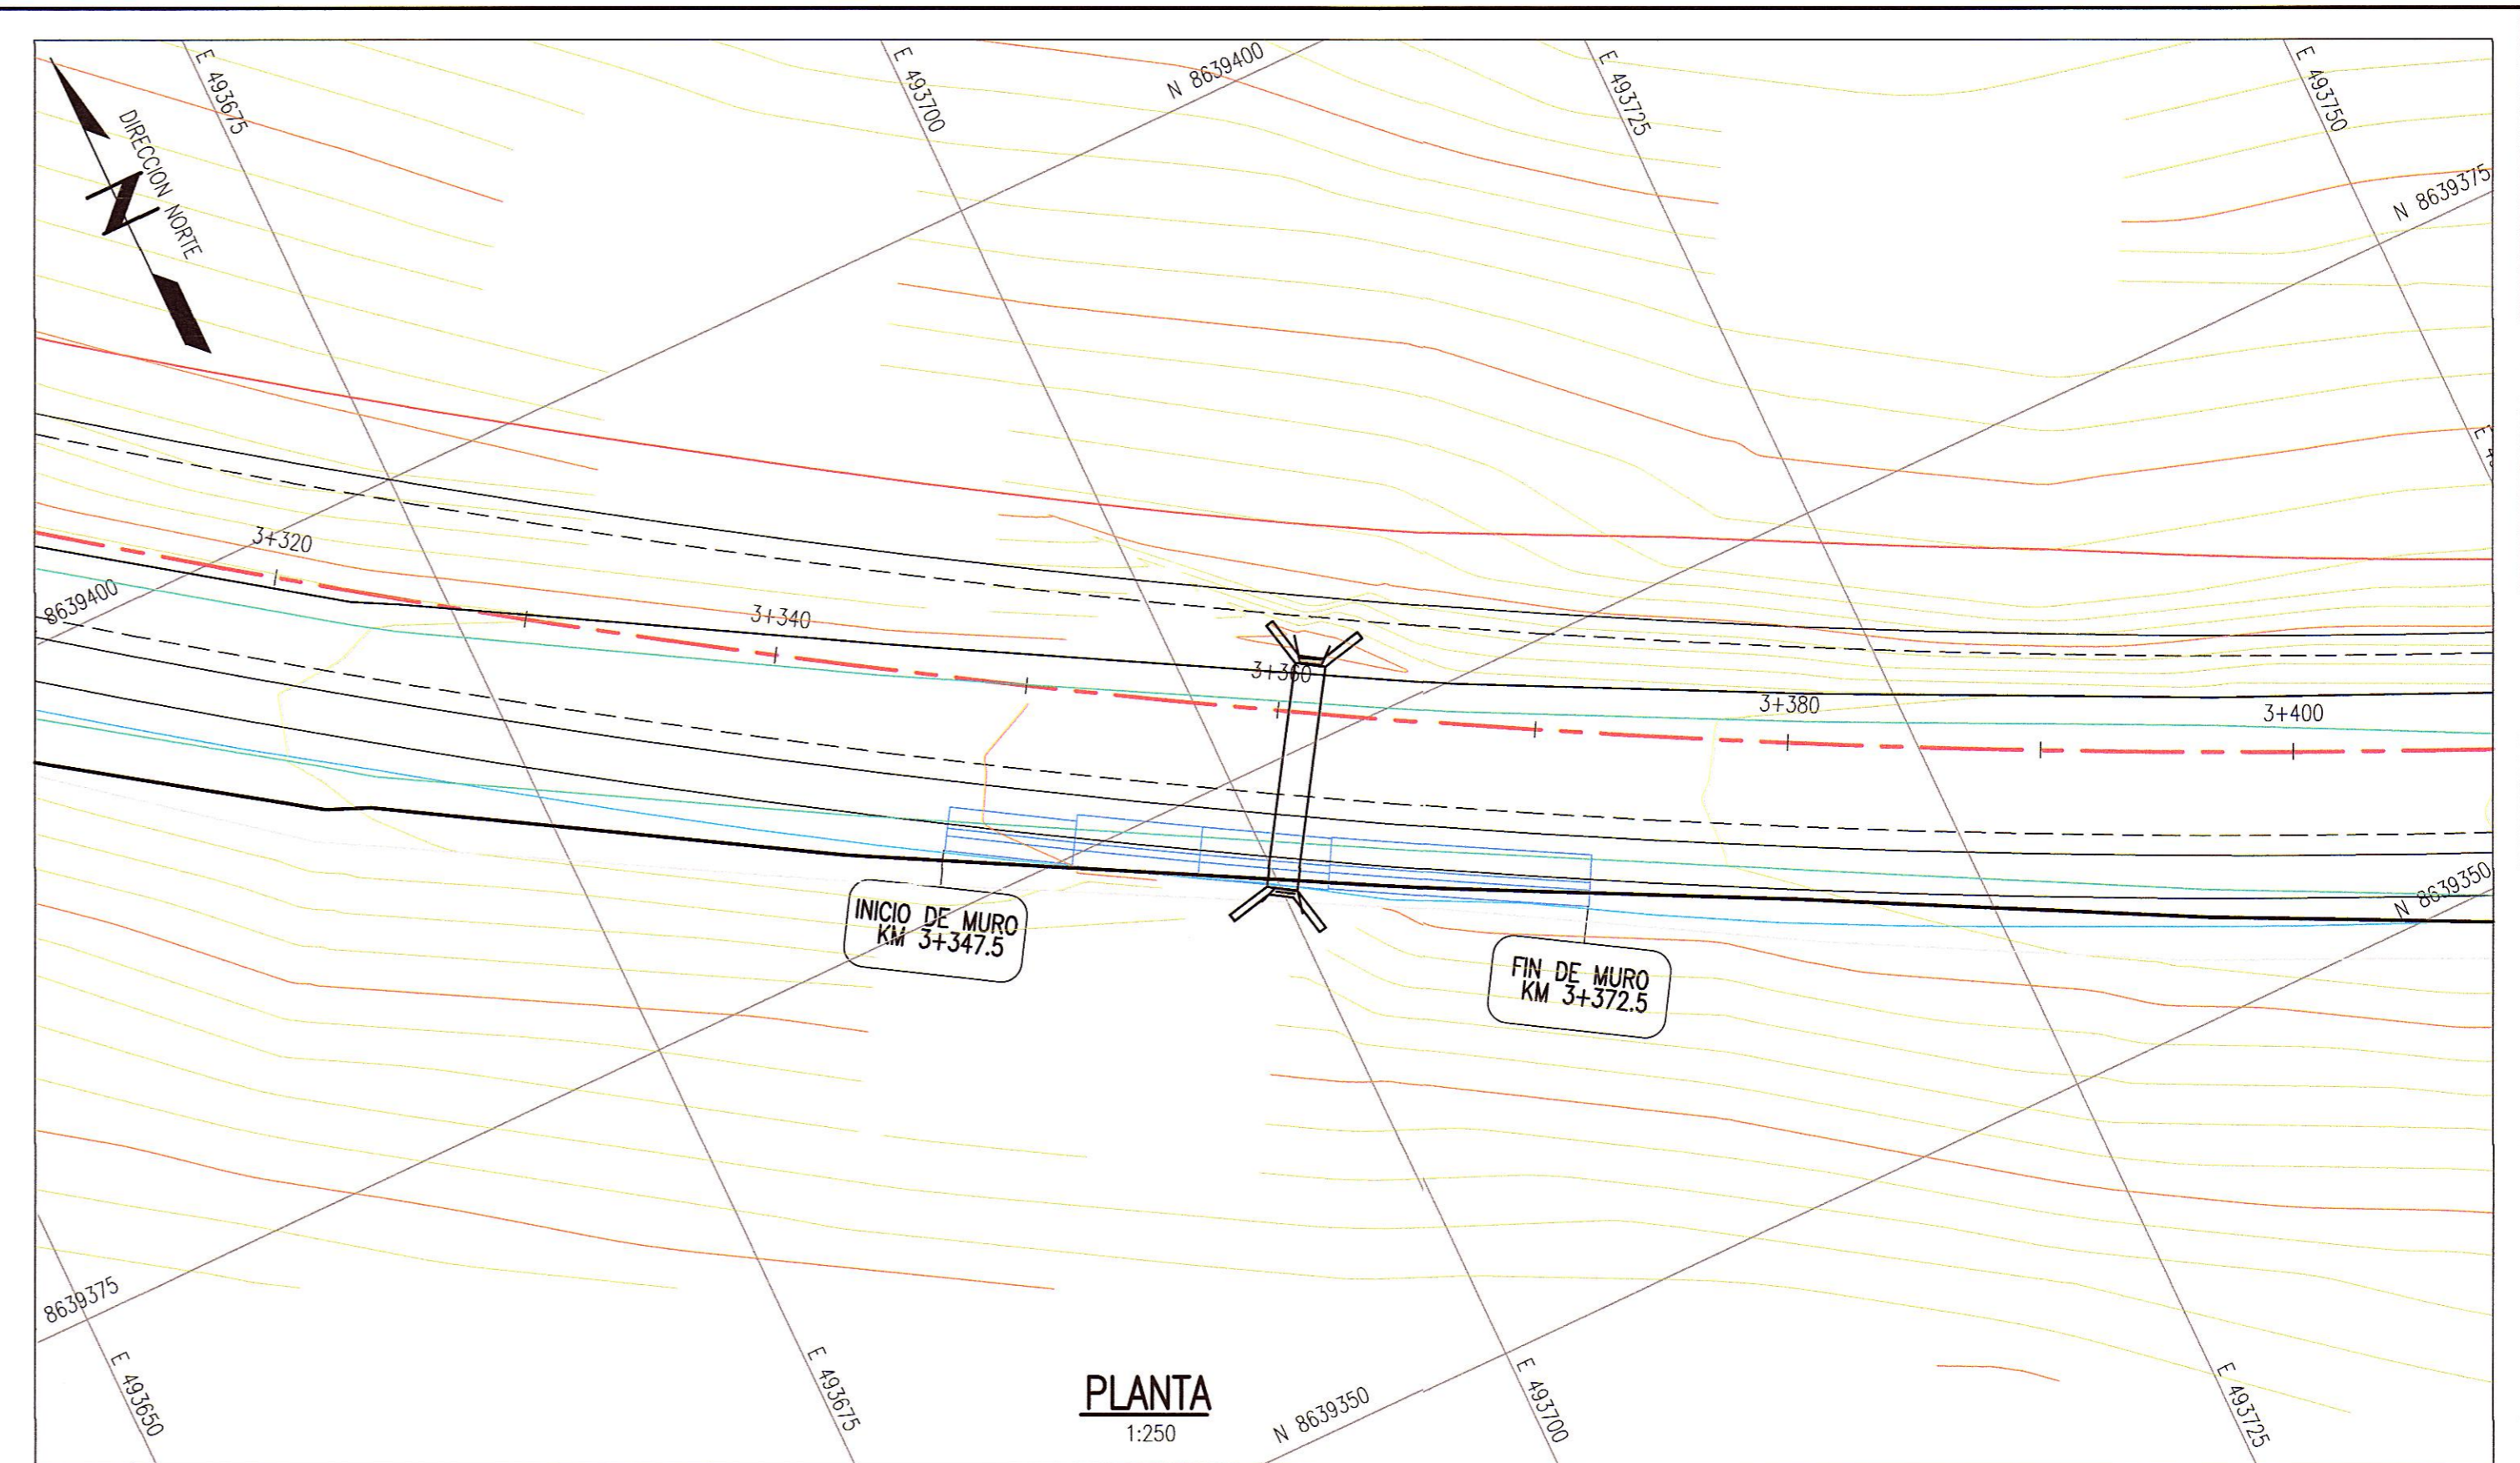 E 493675
E 493700
N 8639400
E 493725
E 493750
N 8639375
DIRECCION NORTE
N
3+320
8639400
3+340
3+360
3+380
3+400
N 8639350
INICIO DE MURO
KM 3+347.5
FIN DE MURO
KM 3+372.5
8639375
E 493650
E 493675
PLANTA
1:250
N 8639350
E 493700
E 493725